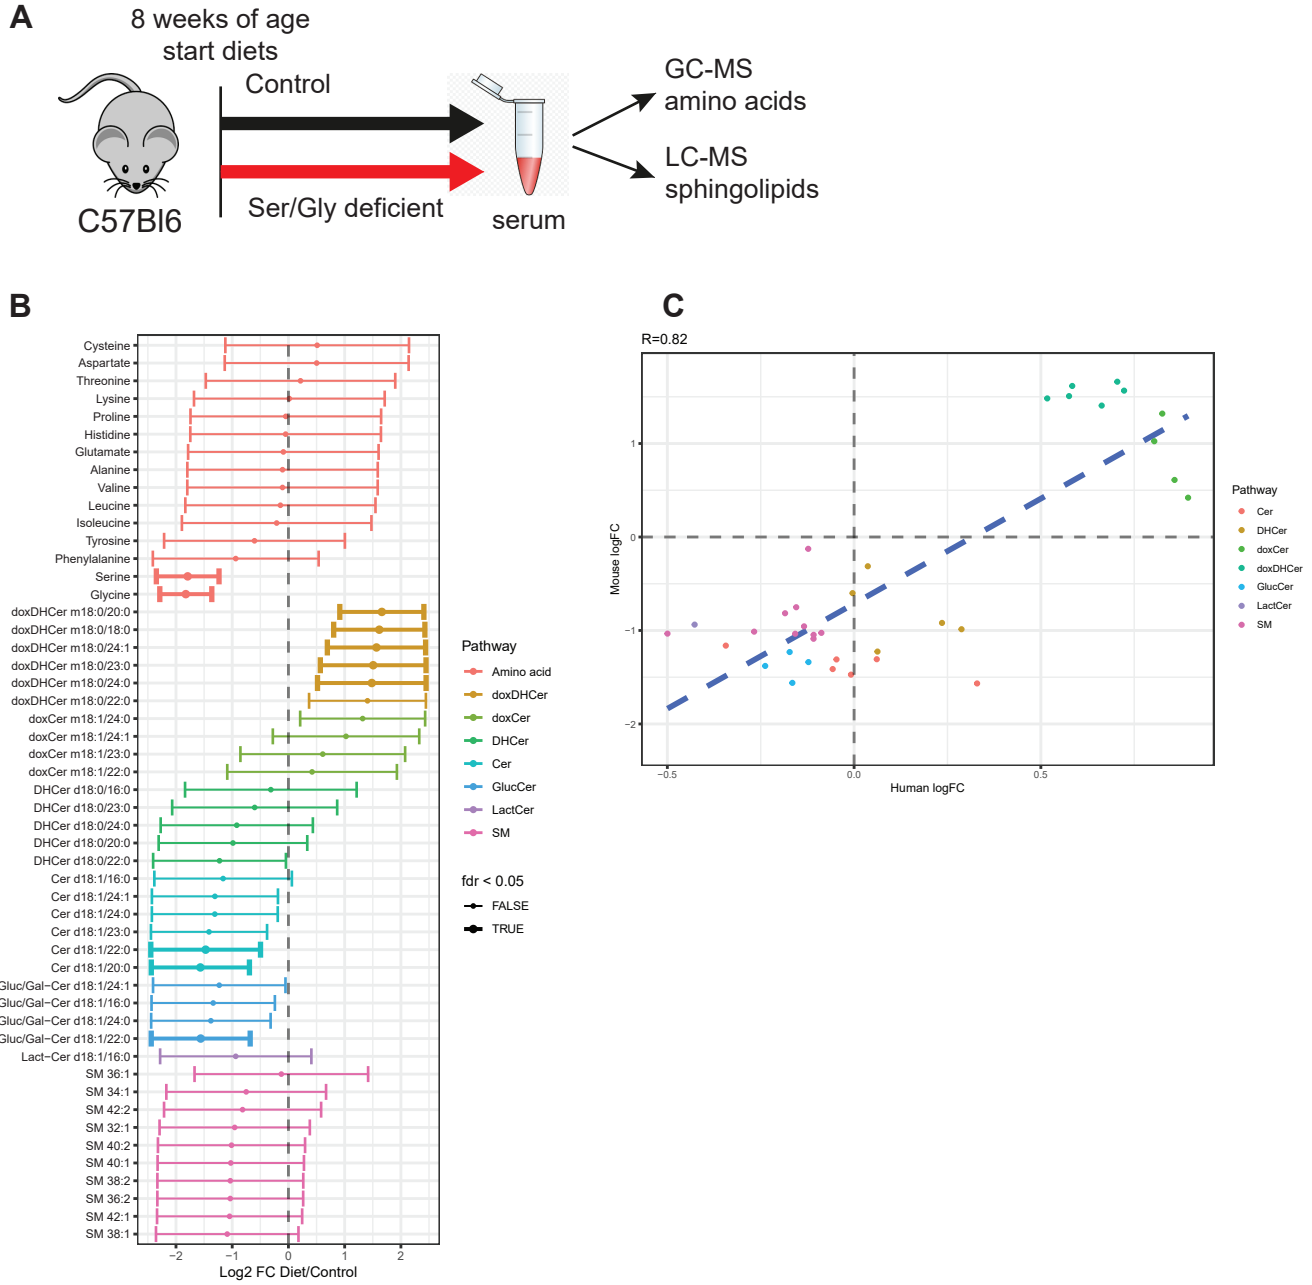 A
8 weeks of age
start diets
Control
Ser/Gly deficient
C57Bl6
serum
GC-MS
amino acids
LC-MS
sphingolipids
B
Cysteine
Aspartate
Threonine
Lysine
Proline
Histidine
Glutamate
Alanine
Valine
Leucine
Isoleucine
Tyrosine
Phenylalanine
Serine
Glycine
doxDHCer m18:0/20:0
doxDHCer m18:0/18:0
doxDHCer m18:0/24:1
doxDHCer m18:0/23:0
doxDHCer m18:0/24:0
doxDHCer m18:0/22:0
doxCer m18:1/24:0
doxCer m18:1/24:1
doxCer m18:1/23:0
doxCer m18:1/22:0
DHCer d18:0/16:0
DHCer d18:0/23:0
DHCer d18:0/24:0
DHCer d18:0/20:0
DHCer d18:0/22:0
Cer d18:1/16:0
Cer d18:1/24:1
Cer d18:1/24:0
Cer d18:1/23:0
Cer d18:1/22:0
Cer d18:1/20:0
Gluc/Gal−Cer d18:1/24:1
Gluc/Gal−Cer d18:1/16:0
Gluc/Gal−Cer d18:1/24:0
Gluc/Gal−Cer d18:1/22:0
Lact−Cer d18:1/16:0
SM 36:1
SM 34:1
SM 42:2
SM 32:1
SM 40:2
SM 40:1
SM 38:2
SM 36:2
SM 42:1
SM 38:1
−2 −1 0 1 2
Log2 FC Diet/Control
Pathway
Amino acid
doxDHCer
doxCer
DHCer
Cer
GlucCer
LactCer
SM
fdr < 0.05
FALSE
TRUE
C
R=0.82
Mouse logFC
1
0
−1
−2
−0.5 0.0 0.5
Human logFC
Pathway
Cer
DHCer
doxCer
doxDHCer
GlucCer
LactCer
SM